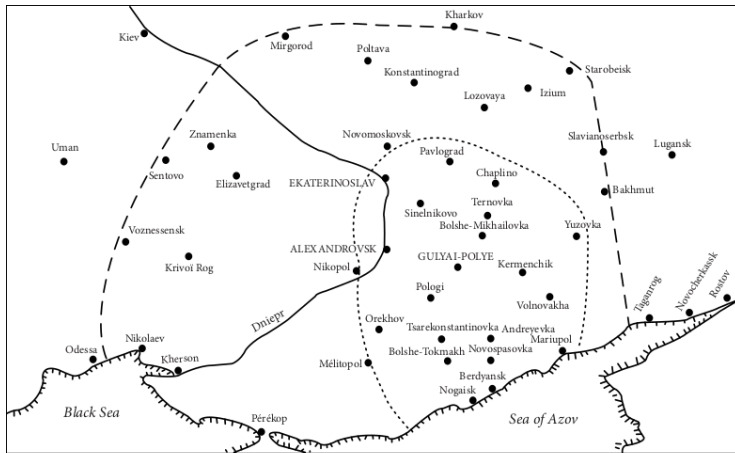 Kharkov
Kiev
Mirgorod
Poltava
Starobeisk
Konstantinograd
Izium
Lozovaya
Znamenka
Novomoskovsk
Slavianoserbsk
Uman
Pavlograd
Lugansk
Sentovo
Chaplino
Elizavetgrad
EKATERINOSLAV
Bakhmut
Ternovka
Sinelnikovo
Bolshe-Mikhailovka
Voznessensk
Yuzovka
ALEXANDROVSK
GULYAI-POLYE
Krivoï Rog
Nikopol
Kermenchik
Pologi
Volnovakha
Taganrog
Novocherkassk
Rostov
Dniepr
Orekhov
Tsarekonstantinovka
Andreyevka
Nikolaev
Mariupol
Odessa
Bolshe-Tokmakh
Novospasovka
Kherson
Mélitopol
Berdyansk
Nogaisk
Black Sea
Pérékop
Sea of Azov